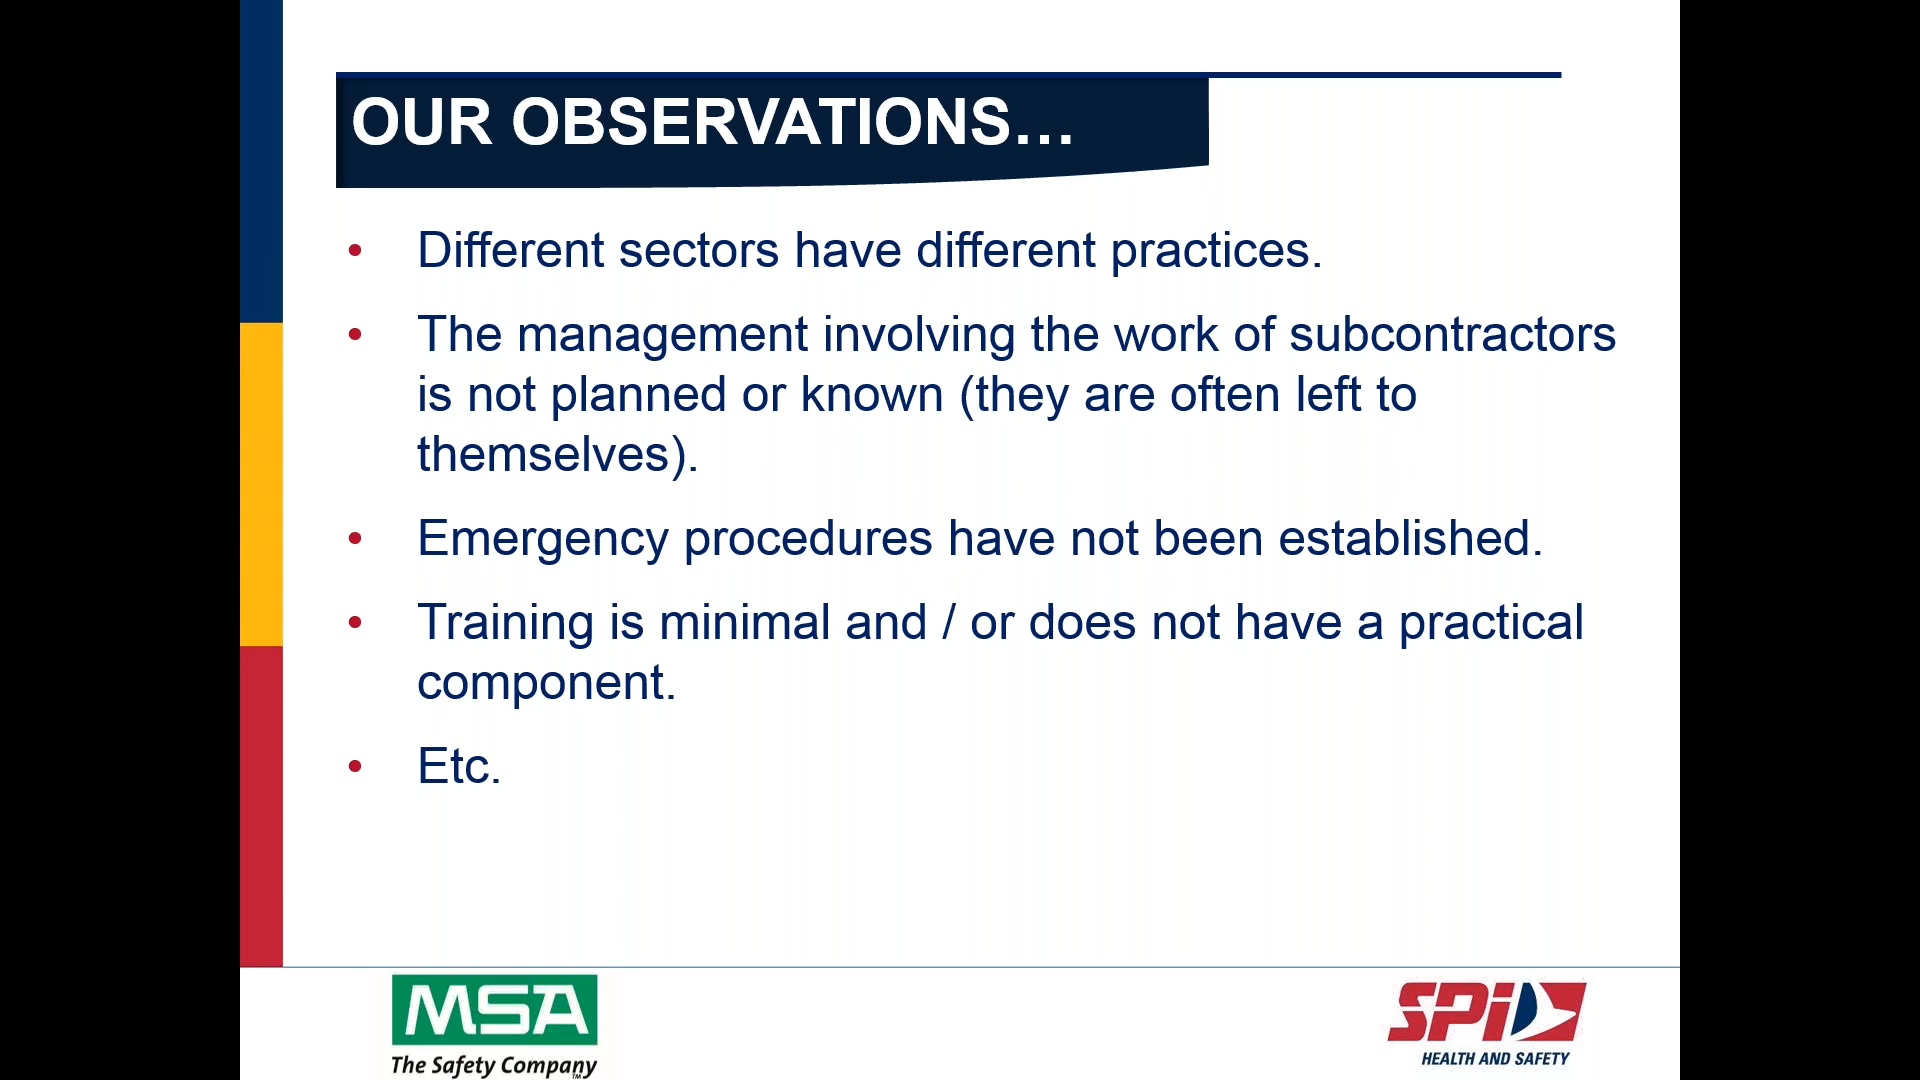 OUR OBSERVATIONS...
• Different sectors have different practices.
• The management involving the work of subcontractors
is not planned or known (they are often left to
themselves).
• Emergency procedures have not been established.
• Training is minimal and / or does not have a practical
component.
• Etc.
MSA
The Safety Company™
SPi
HEALTH AND SAFETY